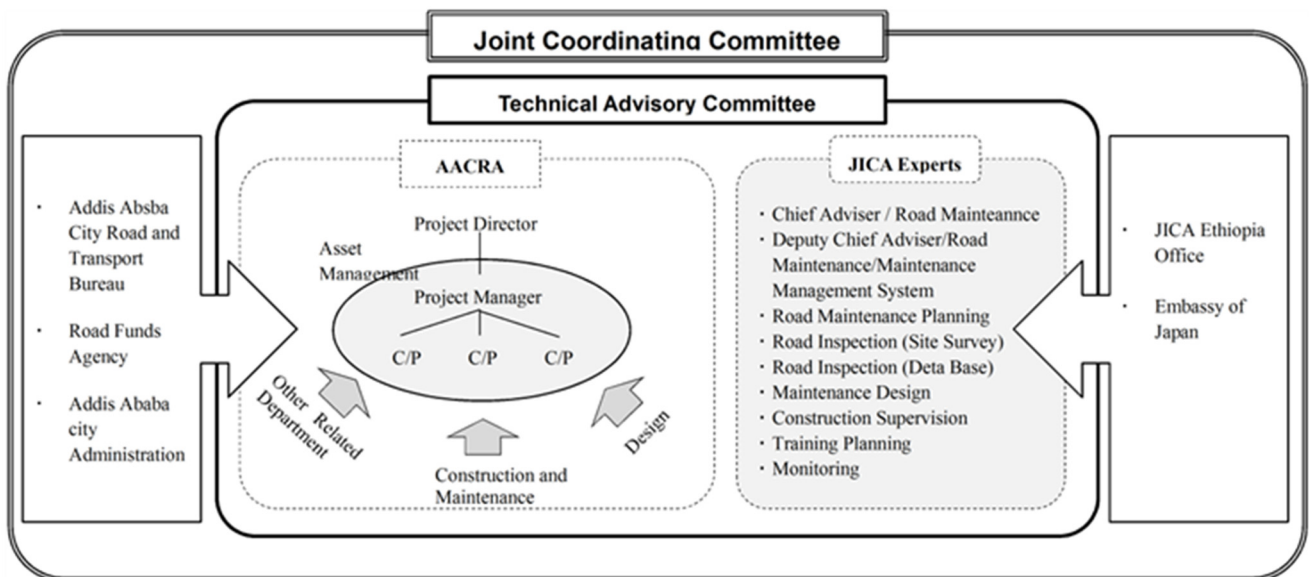 Joint Coordinating Committee
Technical Advisory Committee
· Addis Absba
City Road and
Transport
Bureau
· Road Funds
Agency
· Addis Ababa
city
Administration
AACRA
Project Director
Asset
Management
Project Manager
C/P C/P C/P
Other Related
Department
Construction and
Maintenance
Design
JICA Experts
· Chief Adviser / Road Mainteannce
· Deputy Chief Adviser/Road
Maintenance/Maintenance
Management System
· Road Maintenance Planning
· Road Inspection (Site Survey)
· Road Inspection (Deta Base)
· Maintenance Design
· Construction Supervision
· Training Planning
· Monitoring
· JICA Ethiopia
Office
· Embassy of
Japan